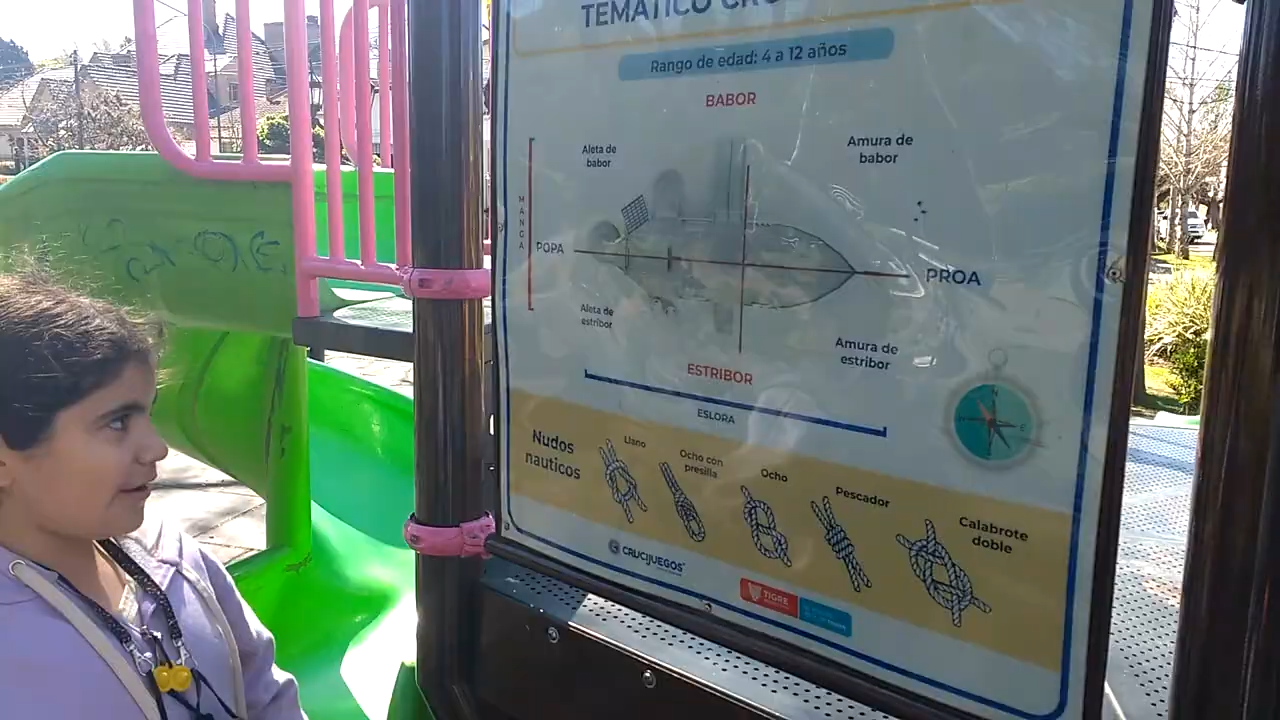 TEMÁTICO
Rango de edad: 4 a 12 años
BABOR
Aleta de
babor
Amura de
babor
MANGA
POPA
PROA
Aleta de
estribor
Amura de
estribor
ESTRIBOR
ESLORA
N
E
Nudos
nauticos
Llano
Ocho con
presilla
Ocho
Pescador
Calabrote
doble
CRUCIJUEGOS
TIGRE